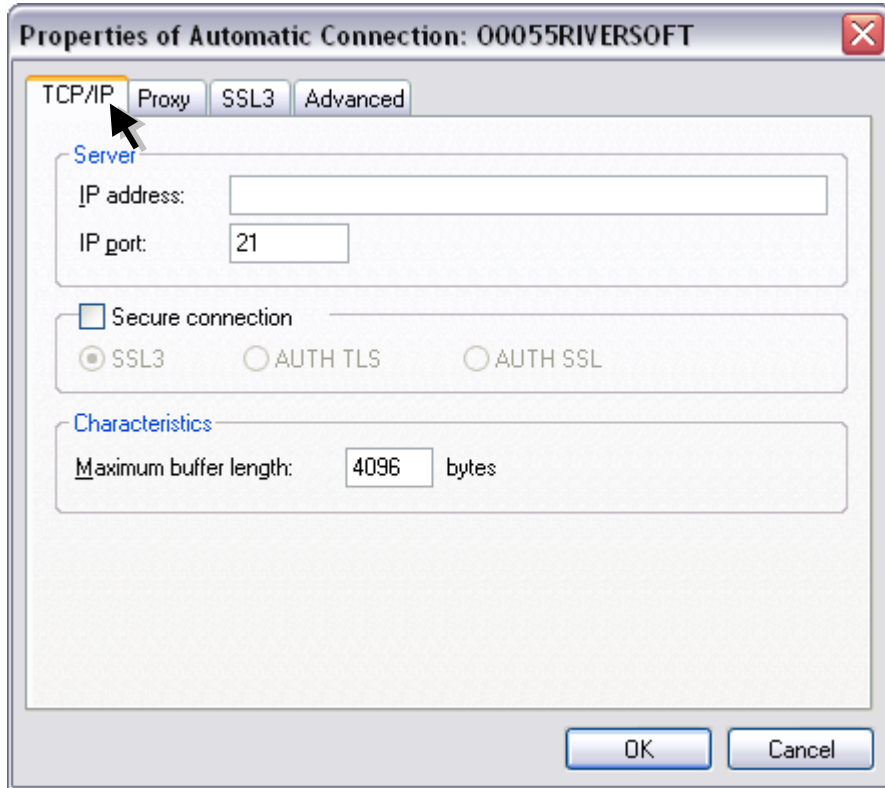 Properties of Automatic Connection: O0055RIVERSOFT
TCP/IP Proxy SSL3 Advanced
Server
IP address:
IP port: 21
Secure connection
SSL3 AUTH TLS AUTH SSL
Characteristics
Maximum buffer length: 4096 bytes
OK Cancel